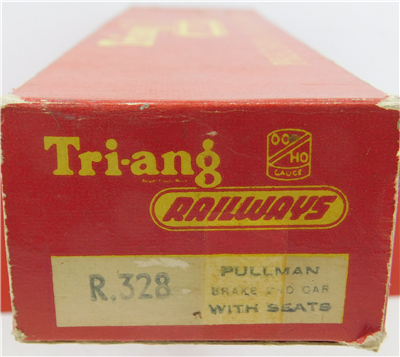 Tri-ang
OO
HO
GAUGE
RAILWAYS
R.328
PULLMAN
BRAKE 2ND CAR
WITH SEATS